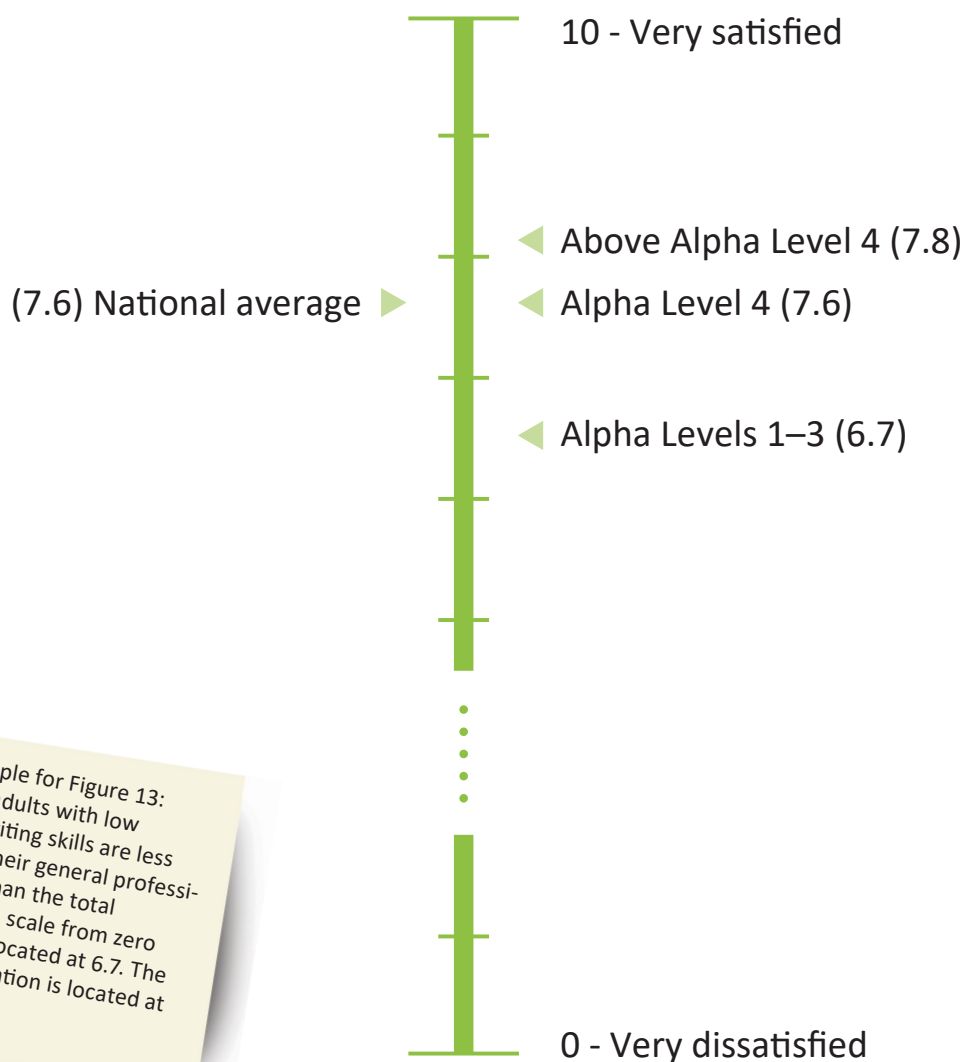 10 - Very satisfied
Above Alpha Level 4 (7.8)
(7.6) National average
Alpha Level 4 (7.6)
Alpha Levels 1–3 (6.7)
ple for Figure 13:
dults with low
iting skills are less
heir general professi-
an the total
scale from zero
ocated at 6.7. The
tion is located at
0 - Very dissatisfied